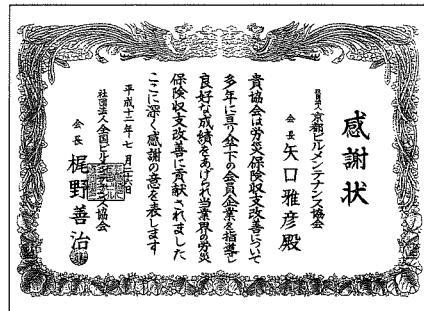 感謝状
社団法人 京都ビルメンテナンス協会
会長 矢口雅彦殿
貴協会は労災保険収支改善について
多年に亘り傘下の会員企業を指導し
良好な成績をあげられ当業界の労災
保険収支改善に貢献されました
ここに深く感謝の意を表します
平成十二年七月
社団法人全国ビルメンテナンス協会
会長 梶野善治